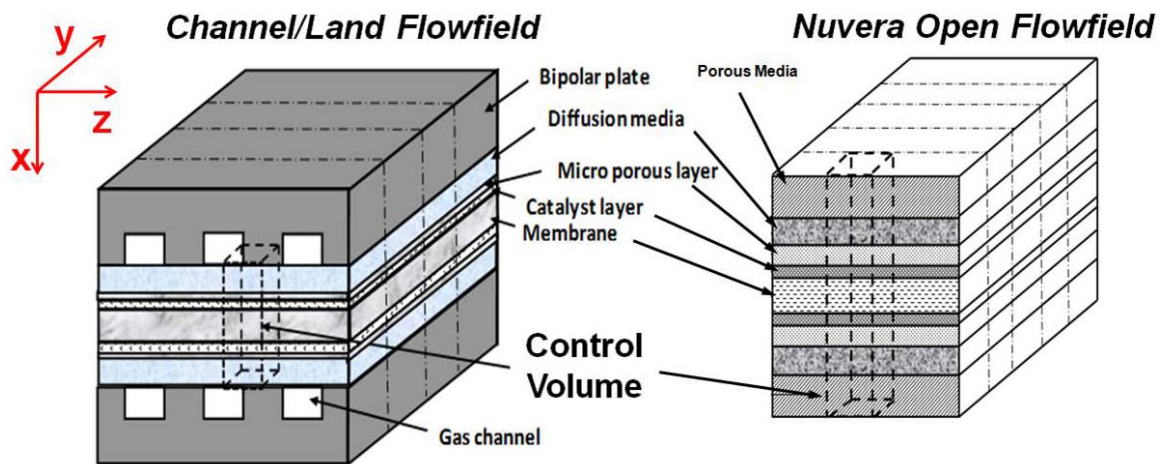 Channel/Land Flowfield
Nuvera Open Flowfield
y
z
x
Bipolar plate
Diffusion media
Micro porous layer
Catalyst layer
Membrane
Porous Media
Control
Volume
Gas channel